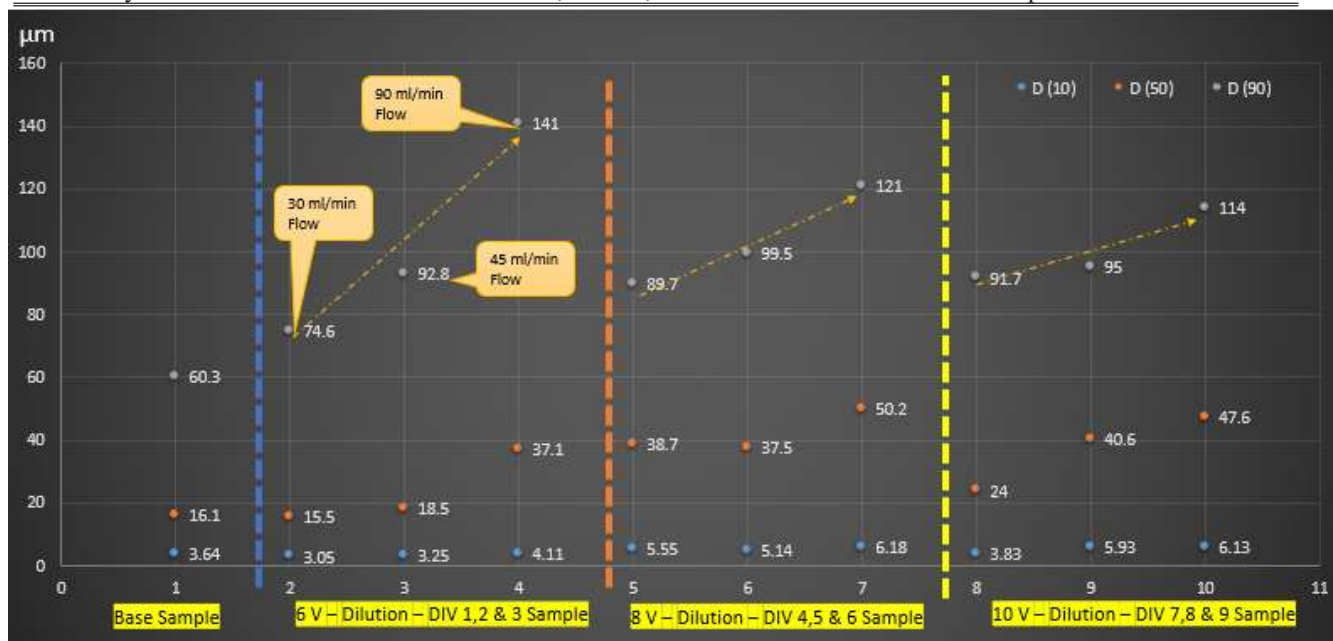 µm
160
140
120
100
80
60
40
20
0
D (10) D (50) D (90)
90 ml/min
Flow
141
30 ml/min
Flow
45 ml/min
Flow
92.8
74.6
60.3
121
99.5
89.7
114
95
91.7
16.1 15.5 18.5 37.1 38.7 37.5 50.2 24 40.6 47.6
3.64 3.05 3.25 4.11 5.55 5.14 6.18 3.83 5.93 6.13
0 1 2 3 4 5 6 7 8 9 10 11
Base Sample 6 V – Dilution – DIV 1,2 & 3 Sample 8 V – Dilution – DIV 4,5 & 6 Sample 10 V – Dilution – DIV 7,8 & 9 Sample